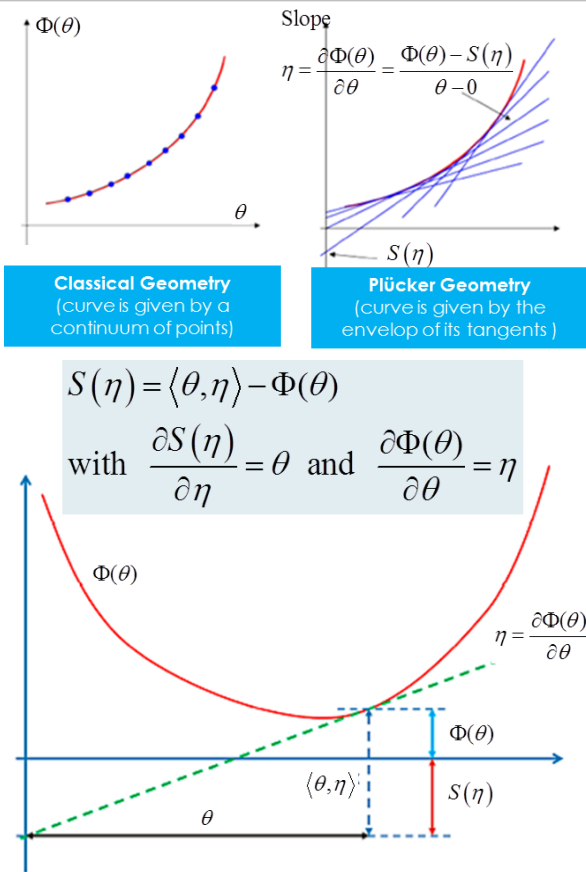 Φ(θ)
θ
Slope
η = ∂Φ(θ)/∂θ = (Φ(θ) − S(η))/(θ − 0)
S(η)
Classical Geometry
(curve is given by a
continuum of points)
Plücker Geometry
(curve is given by the
envelop of its tangents )
S(η) = ⟨θ,η⟩ − Φ(θ)
with ∂S(η)/∂η = θ and ∂Φ(θ)/∂θ = η
Φ(θ)
η = ∂Φ(θ)/∂θ
Φ(θ)
⟨θ,η⟩
S(η)
θ